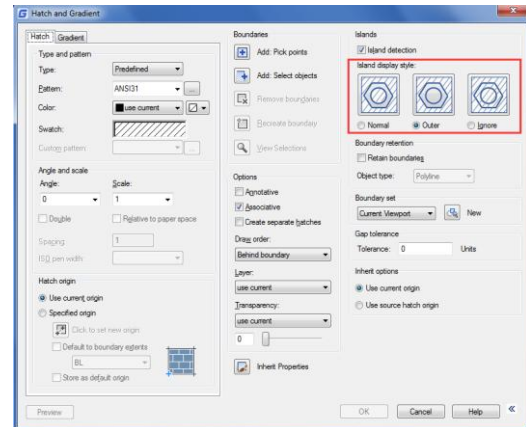 Hatch and Gradient
Hatch
Gradient
Type and pattern
Type:
Predefined
Pattern:
ANSI31
...
Color:
use current
Swatch:
Custom pattern:
...
Angle and scale
Angle:
Scale:
0
1
Double
Relative to paper space
Spacing:
1
ISO pen width:
Hatch origin
Use current origin
Specified origin
Click to set new origin
Default to boundary extents
BL
Store as default origin
Preview
Boundaries
Add: Pick points
Add: Select objects
Remove boundaries
Recreate boundary
View Selections
Options
Annotative
Associative
Create separate hatches
Draw order:
Behind boundary
Layer:
use current
Transparency:
use current
0
Inherit Properties
Islands
Island detection
Island display style:
Normal
Outer
Ignore
Boundary retention
Retain boundaries
Object type:
Polyline
Boundary set
Current Viewport
New
Gap tolerance
Tolerance:
0
Units
Inherit options
Use current origin
Use source hatch origin
OK
Cancel
Help
«